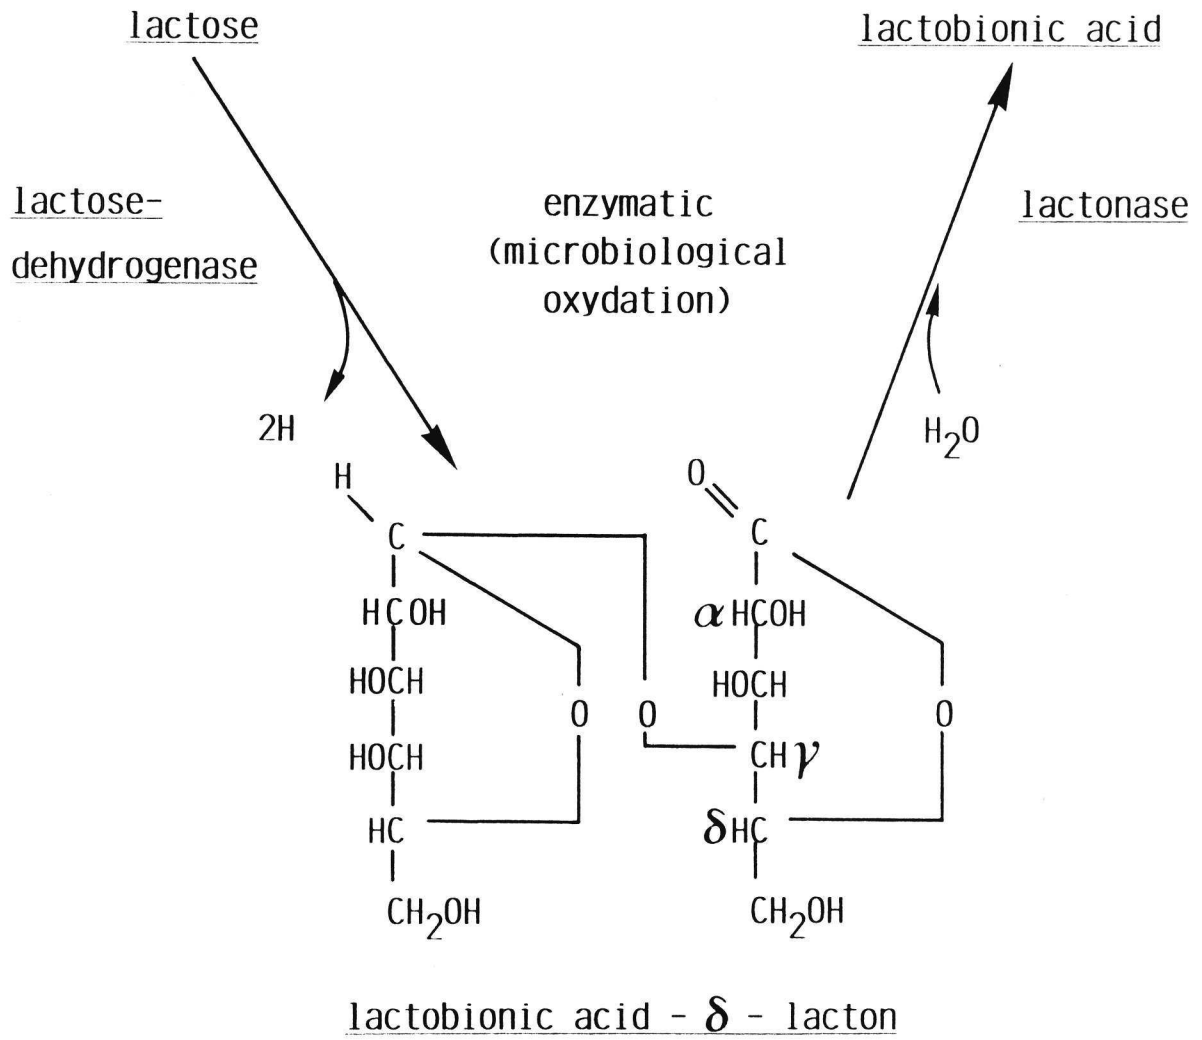 lactose
lactobionic acid
lactose-
dehydrogenase
enzymatic
(microbiological
oxydation)
lactonase
2H
H₂O
H
O
C
C
HCOH
αHCOH
HOCH
HOCH
O
O
O
HOCH
CHγ
HC
δHC
CH₂OH
CH₂OH
lactobionic acid - δ - lacton